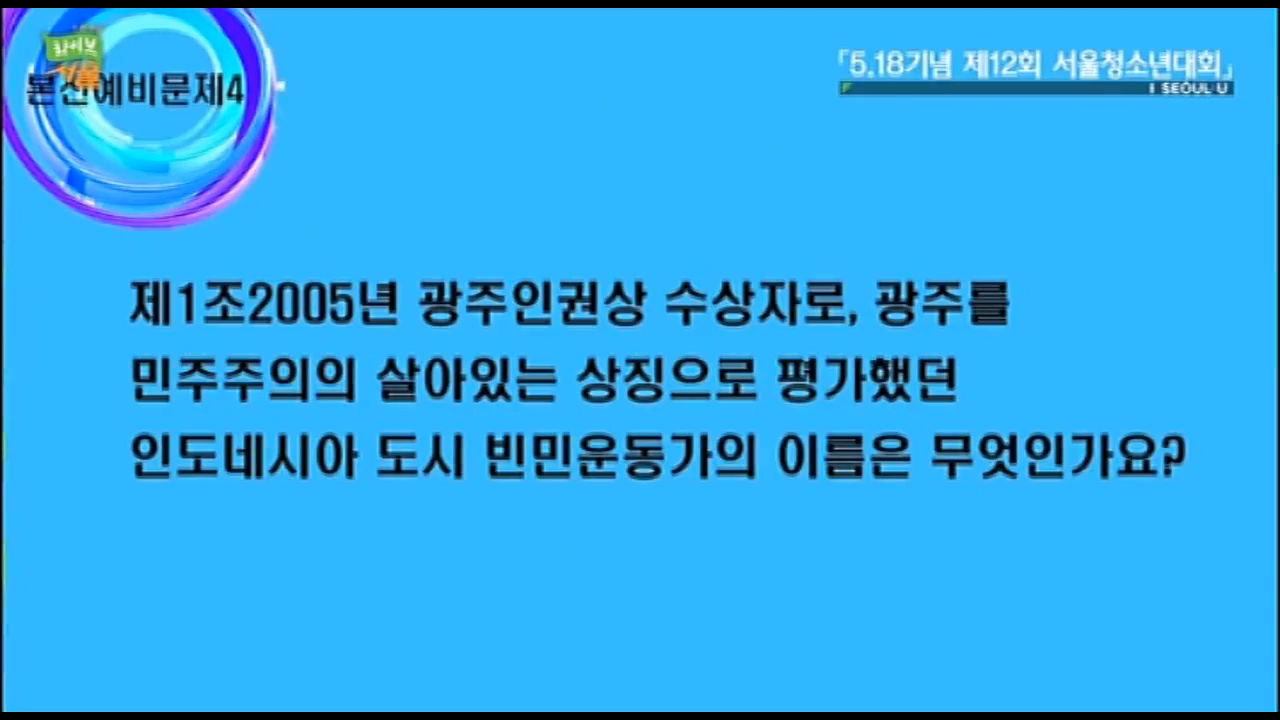 본선예비문제4
「5.18기념 제12회 서울청소년대회」
I SEOUL U
제1조2005년 광주인권상 수상자로, 광주를
민주주의의 살아있는 상징으로 평가했던
인도네시아 도시 빈민운동가의 이름은 무엇인가요?